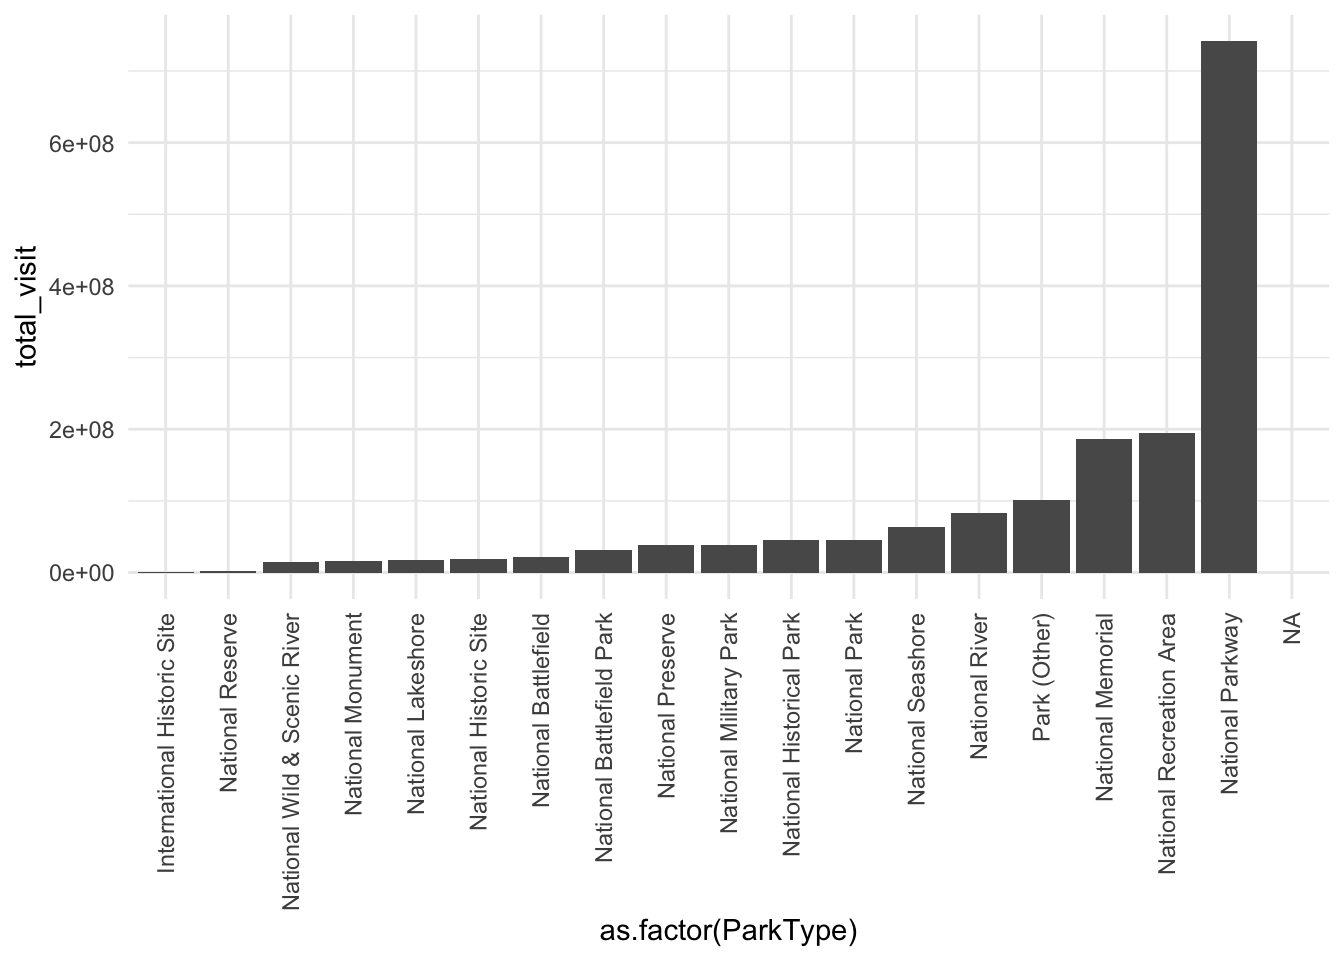 total_visit
6e+08
4e+08
2e+08
0e+00
International Historic Site
National Reserve
National Wild & Scenic River
National Monument
National Lakeshore
National Historic Site
National Battlefield
National Battlefield Park
National Preserve
National Military Park
National Historical Park
National Park
National Seashore
National River
Park (Other)
National Memorial
National Recreation Area
National Parkway
NA
as.factor(ParkType)